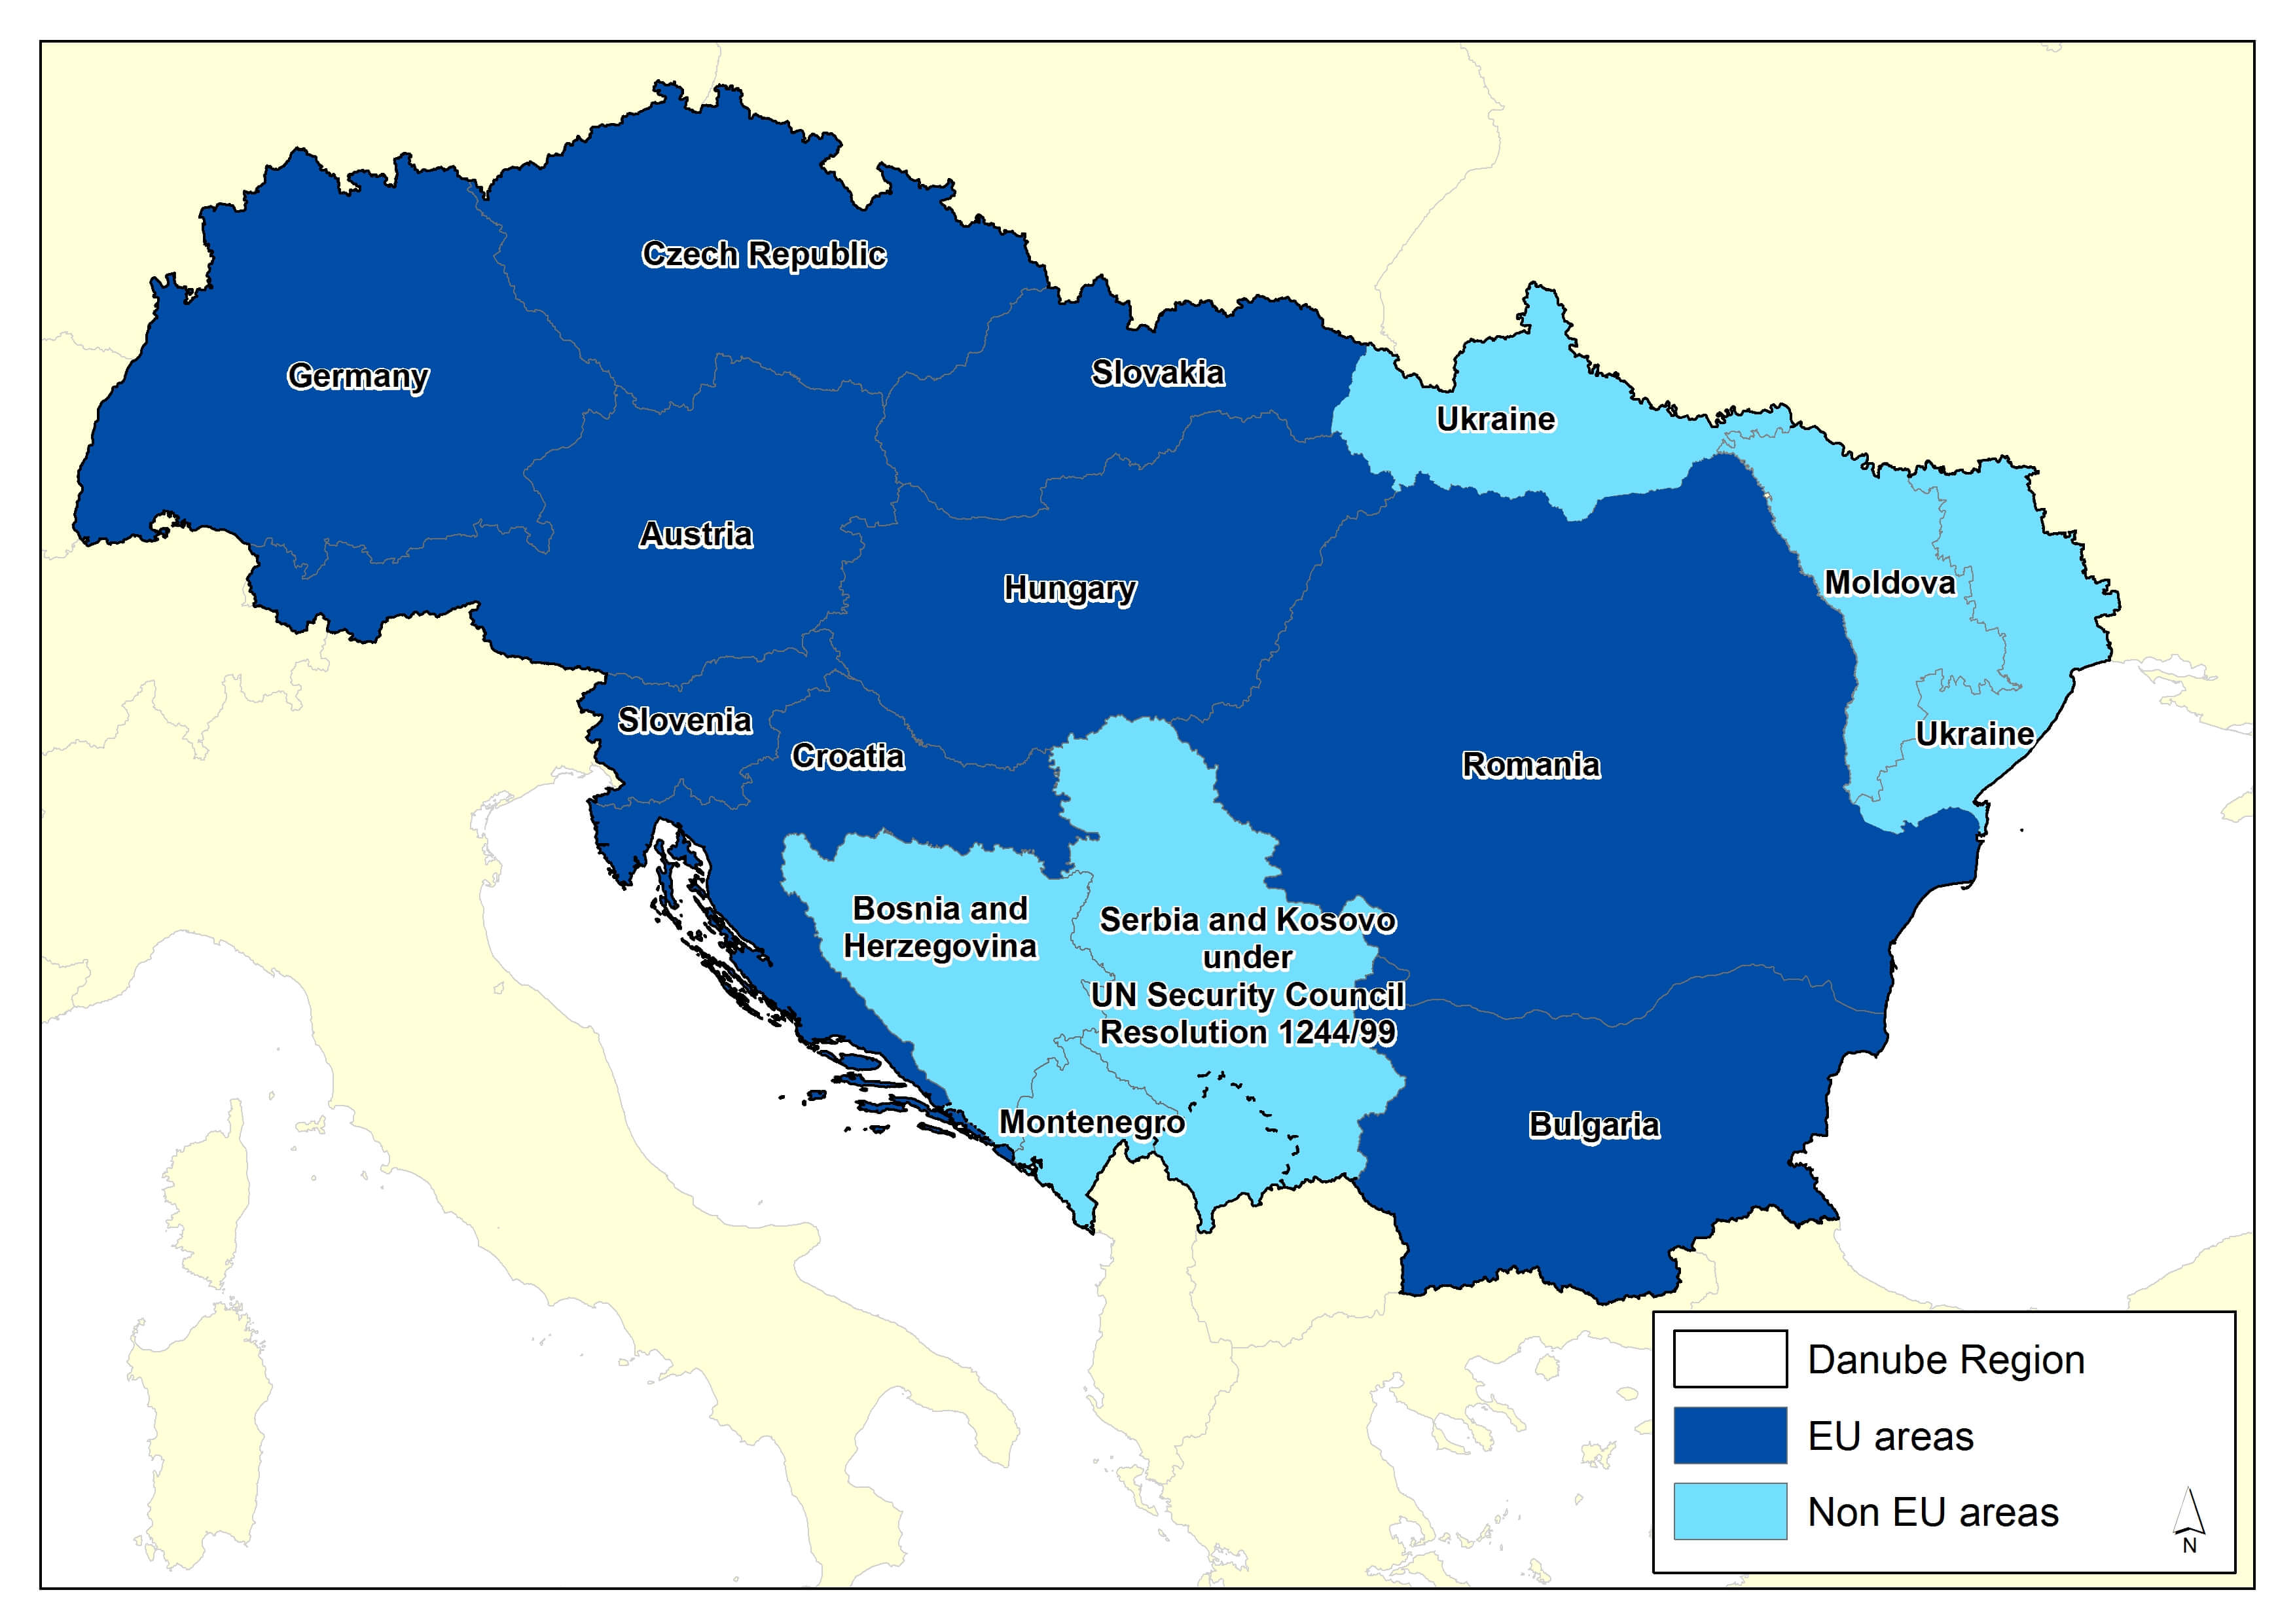 Czech Republic
Germany
Slovakia
Ukraine
Austria
Hungary
Moldova
Slovenia
Croatia
Romania
Ukraine
Bosnia and
Herzegovina
Serbia and Kosovo
under
UN Security Council
Resolution 1244/99
Montenegro
Bulgaria
Danube Region
EU areas
Non EU areas
N